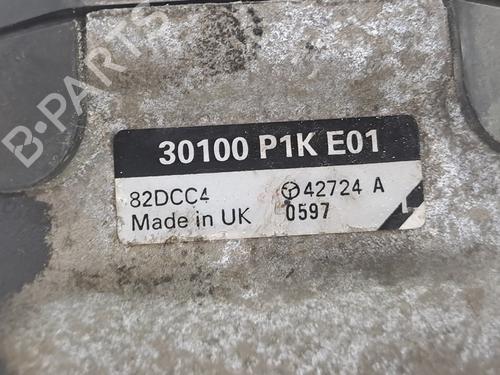 B-PARTS
30100 P1K E01
82DCC4 42724 A
Made in UK 0597